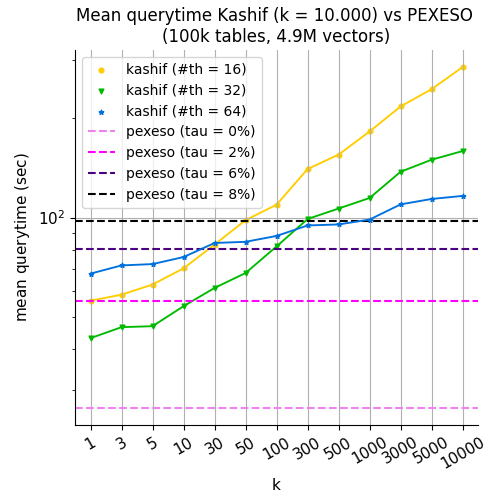 Mean querytime Kashif (k = 10.000) vs PEXESO
(100k tables, 4.9M vectors)
kashif (#th = 16)
kashif (#th = 32)
kashif (#th = 64)
pexeso (tau = 0%)
pexeso (tau = 2%)
pexeso (tau = 6%)
pexeso (tau = 8%)
mean querytime (sec)
10²
1
3
5
10
30
50
100
300
500
1000
3000
5000
10000
k